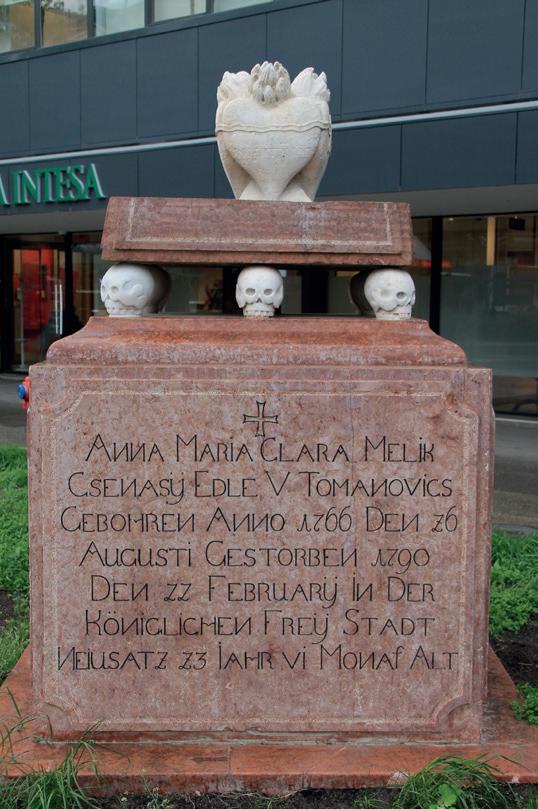 A INTESA
ANNA MARIA CLARA MELIK
CSENASÿ EDLE V TOMANOVICS
GEBOHREN ANNO 1766 DEN 26
AUGUSTI GESTORBEN 1790
DEN 22 FEBRUARÿ IN DER
KÖNIGLICHEN FREÿ STADT
NEIUSATZ 23 IAHR VI MONAT ALT